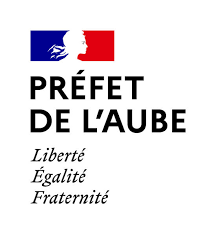 PRÉFET
DE L'AUBE
Liberté
Égalité
Fraternité